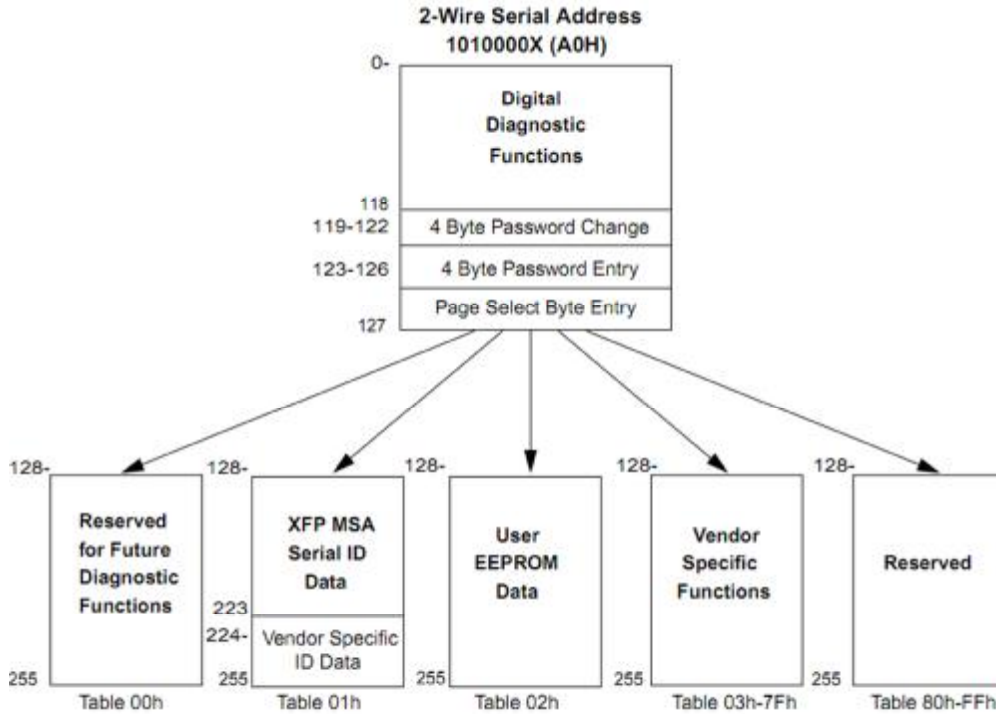 2-Wire Serial Address
1010000X (A0H)
0-
Digital
Diagnostic
Functions
118
119-122
4 Byte Password Change
123-126
4 Byte Password Entry
Page Select Byte Entry
127
128-
128-
128-
128-
128-
Reserved
for Future
Diagnostic
Functions
255
Table 00h
XFP MSA
Serial ID
Data
223
224-
Vendor Specific
ID Data
255
Table 01h
User
EEPROM
Data
255
Table 02h
Vendor
Specific
Functions
255
Table 03h-7Fh
Reserved
255
Table 80h-FFh